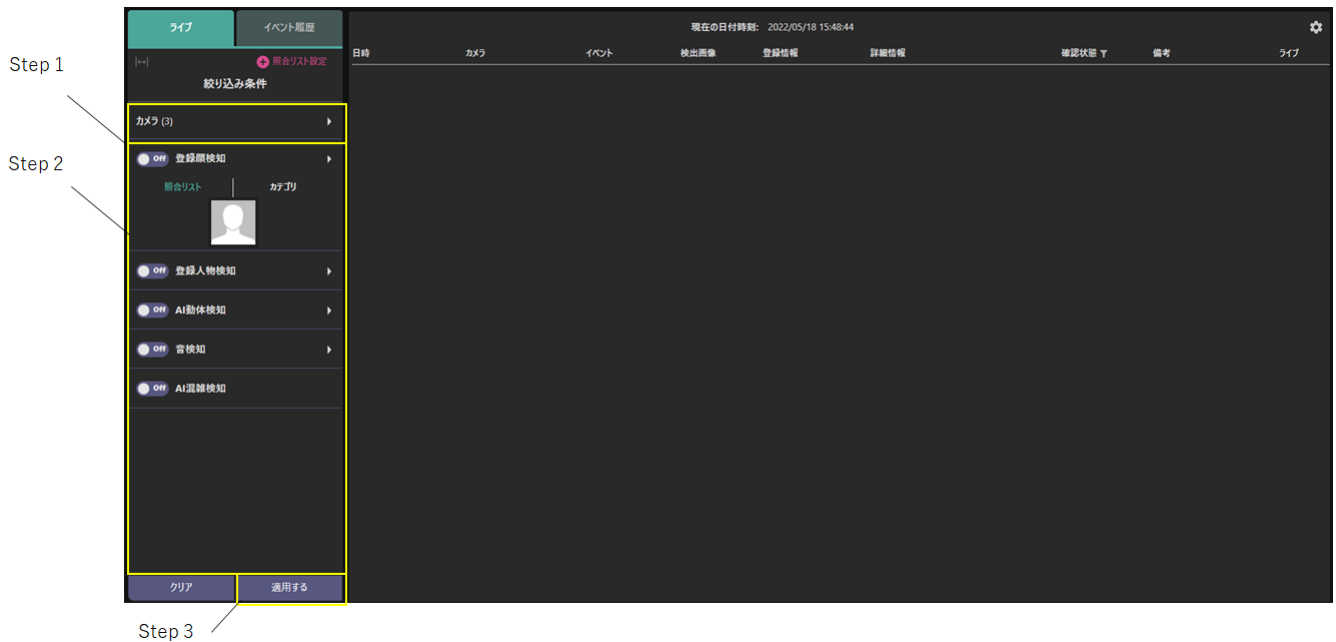 ライブ
イベント履歴
現在の日付時刻: 2022/05/18 15:48:44
日時 カメラ イベント 検出画像 登録情報 詳細情報 確認状態 備考 ライブ
Step 1
照合リスト設定
絞り込み条件
カメラ (3)
Step 2
Off 登録顔検知
照合リスト カテゴリ
Off 登録人物検知
Off AI動体検知
Off 音検知
Off AI混雑検知
クリア 適用する
Step 3